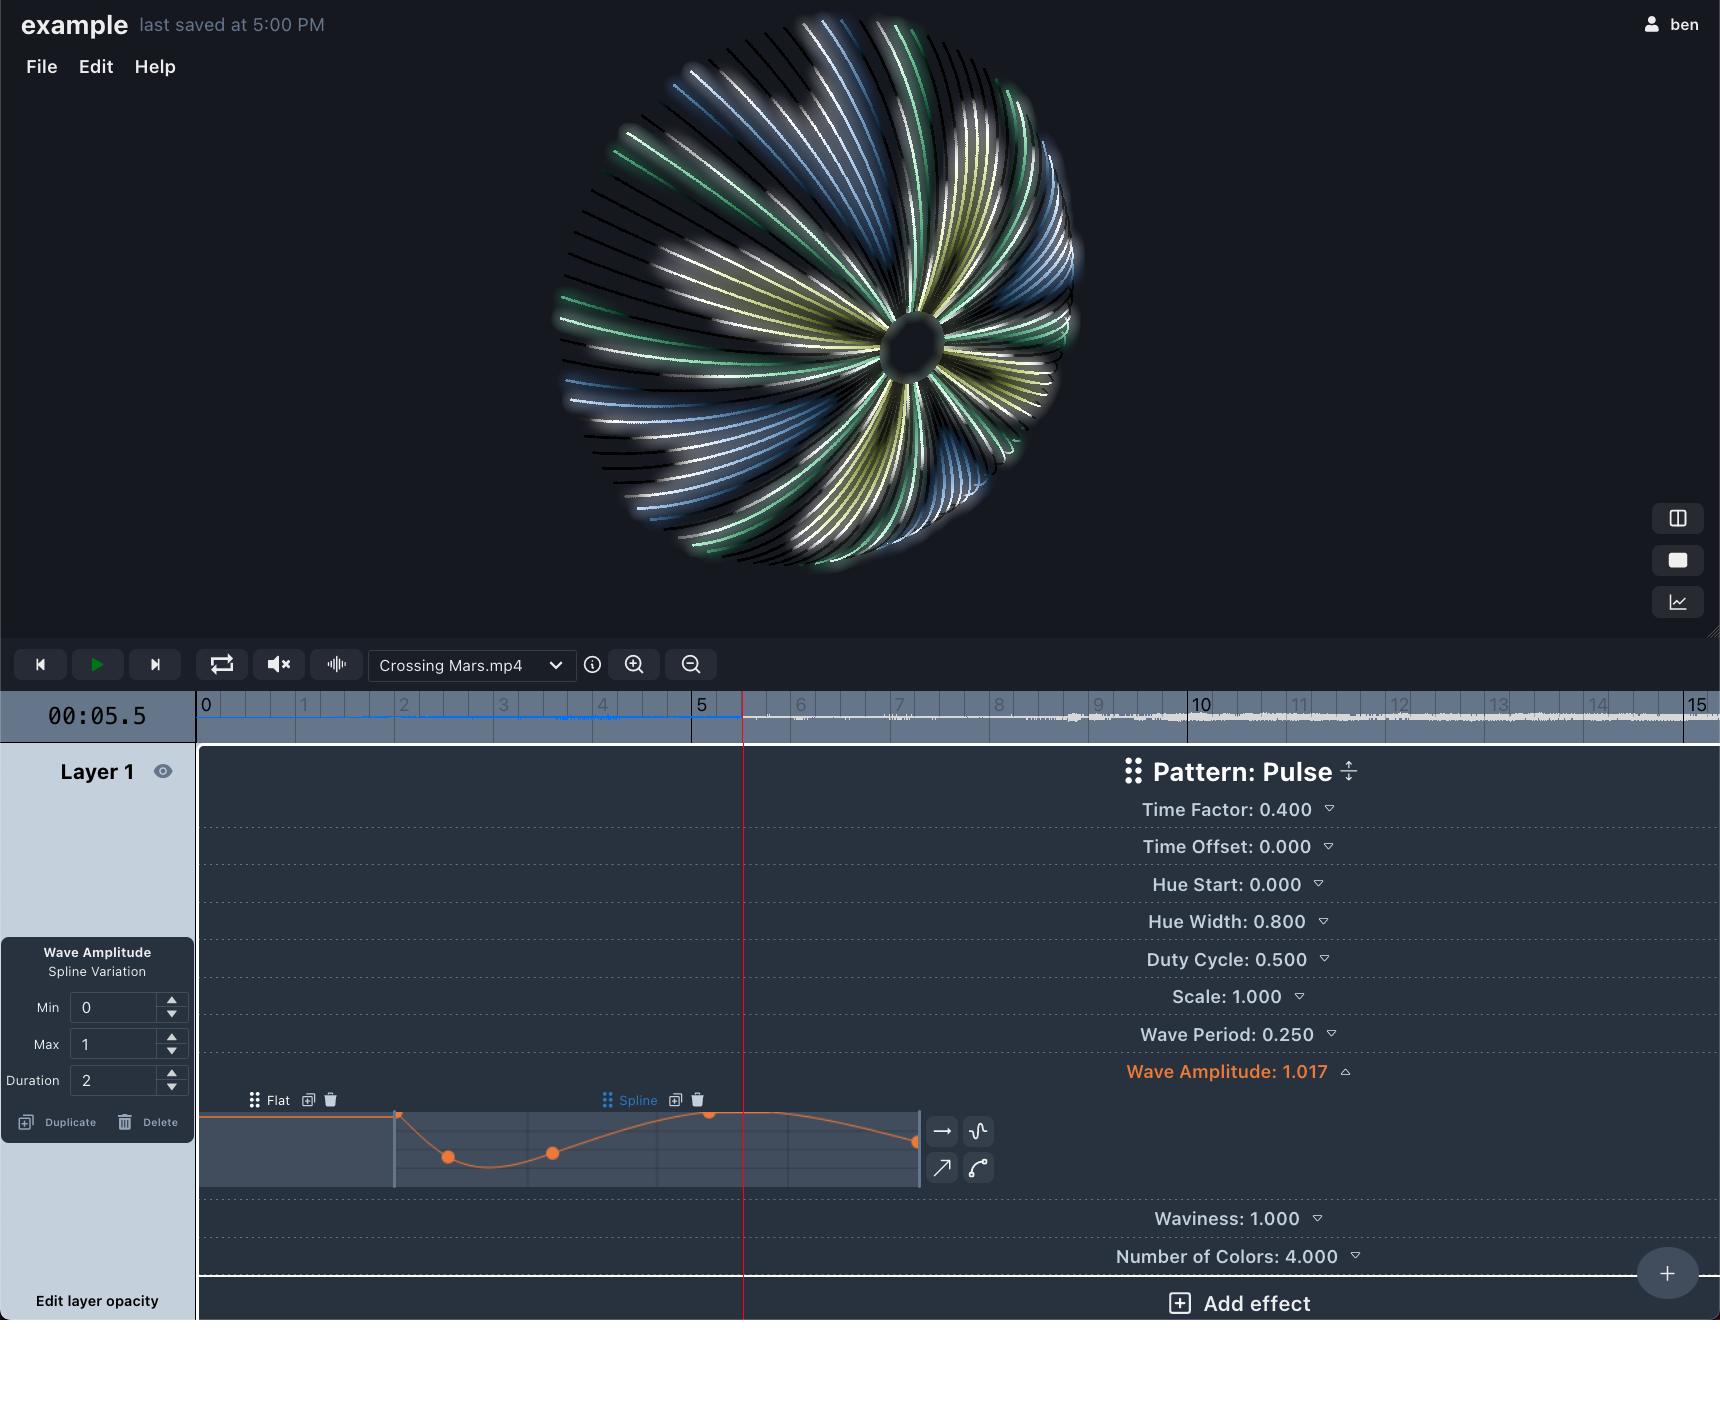 example last saved at 5:00 PM
ben
File Edit Help
Crossing Mars.mp4
00:05.5
0 1 2 3 4 5 6 7 8 9 10 11 12 13 14 15
Layer 1
Pattern: Pulse
Time Factor: 0.400
Time Offset: 0.000
Hue Start: 0.000
Hue Width: 0.800
Duty Cycle: 0.500
Scale: 1.000
Wave Period: 0.250
Wave Amplitude: 1.017
Wave Amplitude
Spline Variation
Min 0
Max 1
Duration 2
Duplicate Delete
Flat Spline
Waviness: 1.000
Number of Colors: 4.000
Edit layer opacity
Add effect